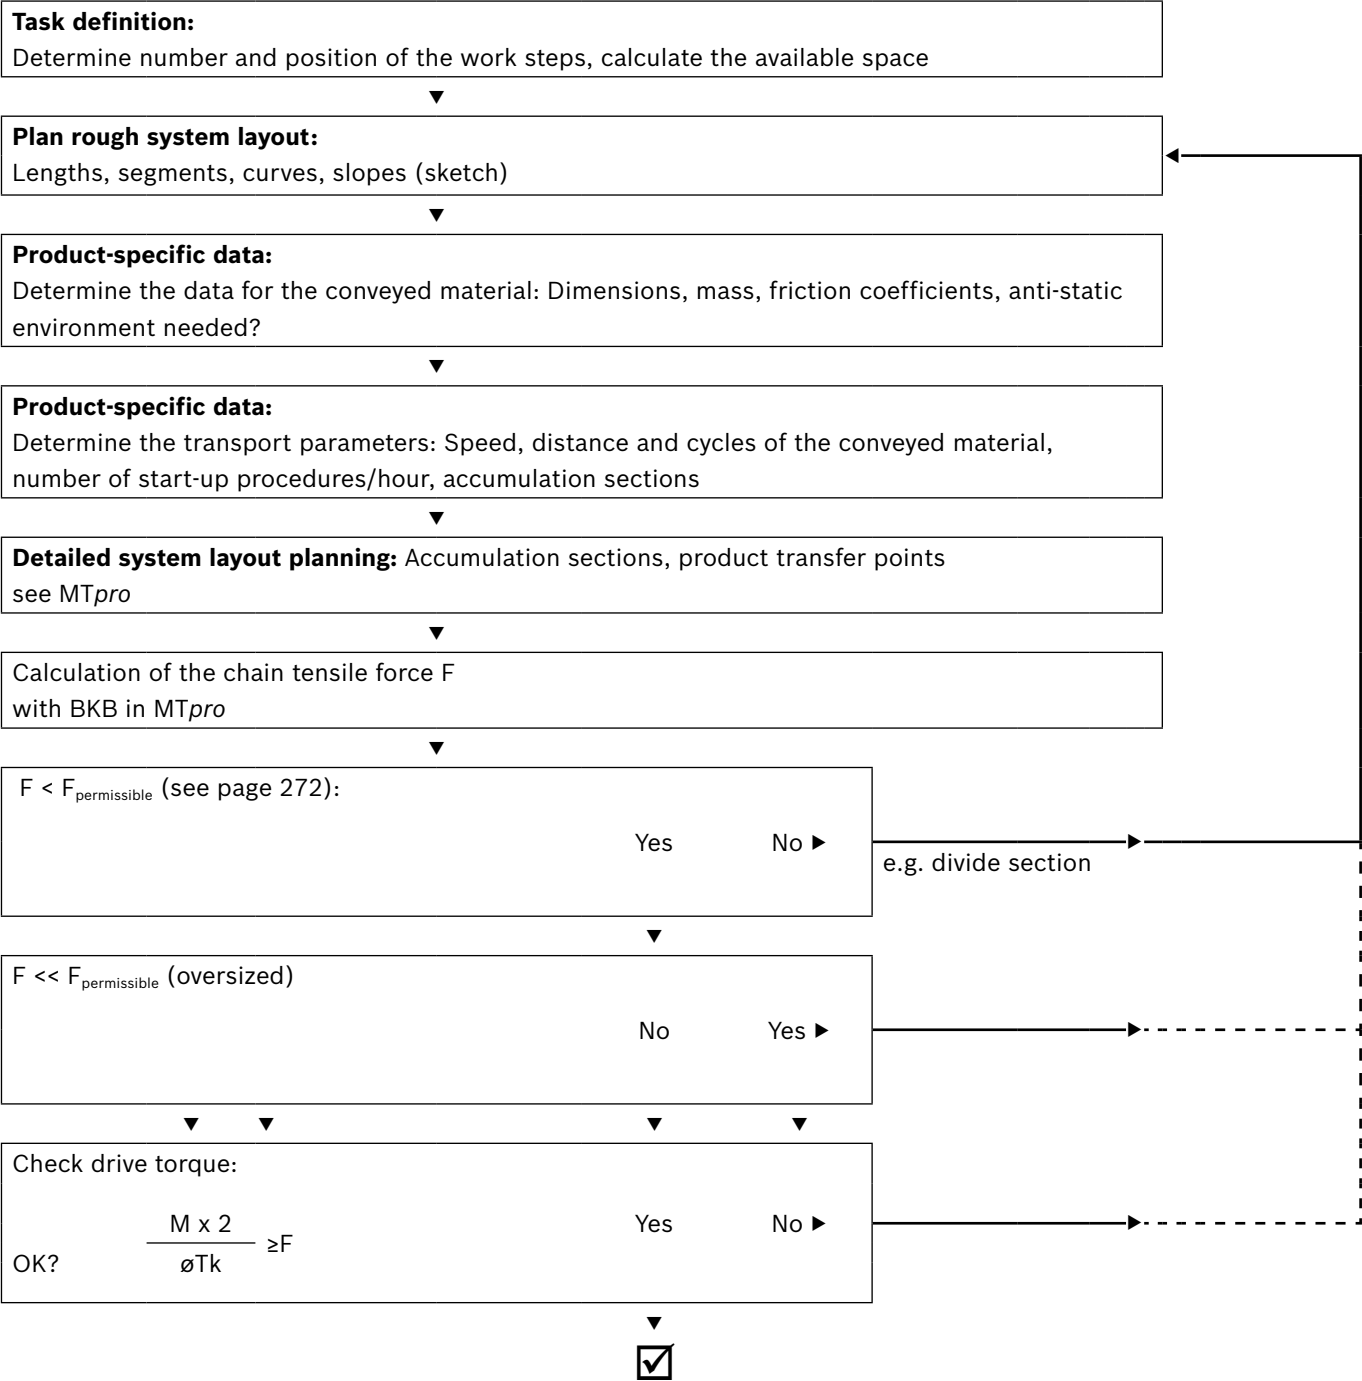 Task definition:
Determine number and position of the work steps, calculate the available space
Plan rough system layout:
Lengths, segments, curves, slopes (sketch)
Product-specific data:
Determine the data for the conveyed material: Dimensions, mass, friction coefficients, anti-static
environment needed?
Product-specific data:
Determine the transport parameters: Speed, distance and cycles of the conveyed material,
number of start-up procedures/hour, accumulation sections
Detailed system layout planning: Accumulation sections, product transfer points
see MTpro
Calculation of the chain tensile force F
with BKB in MTpro
F < Fpermissible (see page 272):
Yes No
e.g. divide section
F << Fpermissible (oversized)
No Yes
Check drive torque:
M x 2
Yes No
≥F
OK? øTk